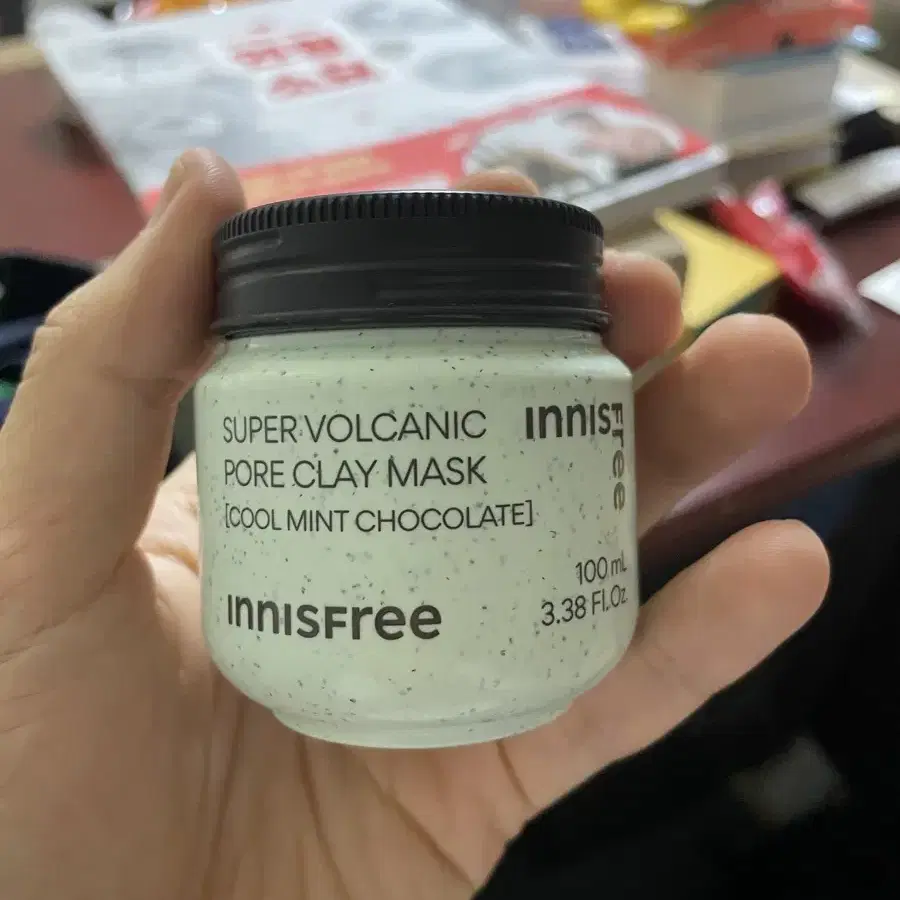 SUPER VOLCANIC
PORE CLAY MASK
[COOL MINT CHOCOLATE]
INNISFree
INNISFree
100 mL
3.38 Fl.Oz.